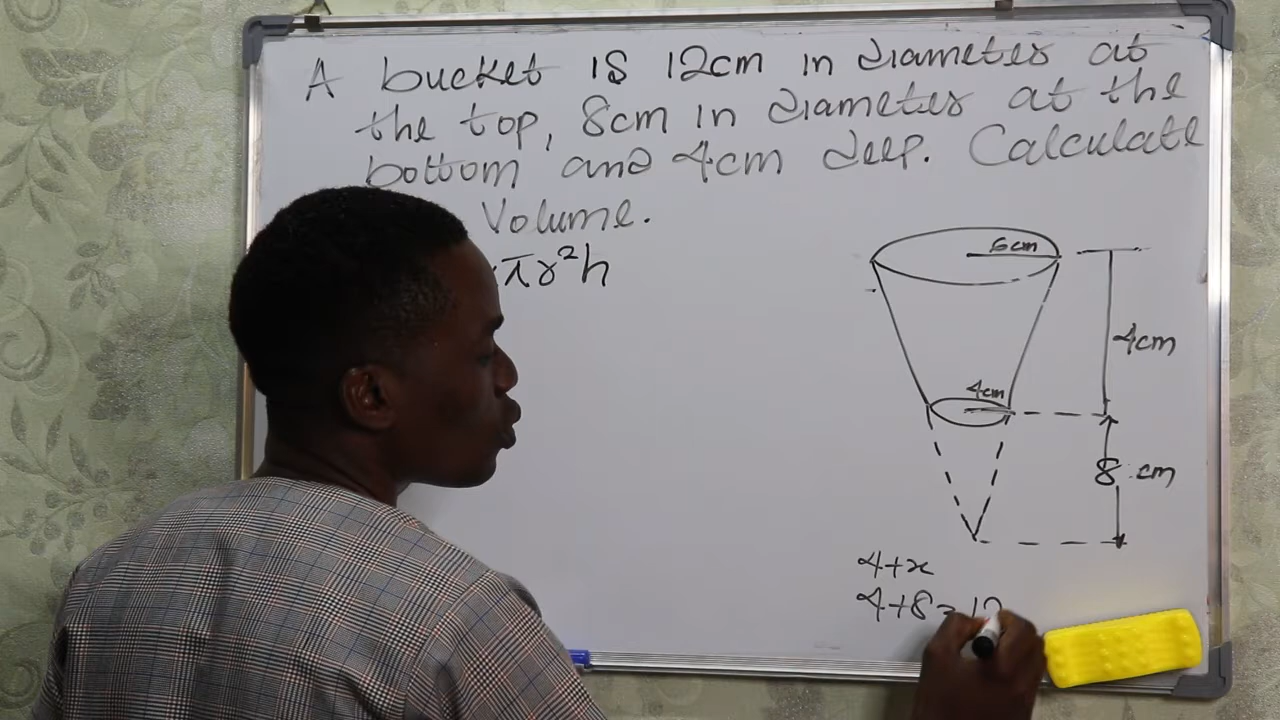 A bucket is 12cm in diameter at
the top, 8cm in diameter at the
bottom and 4cm deep. Calculate
Volume.
πr²h
6cm
4cm
4cm
8 cm
4+x
4+8=12